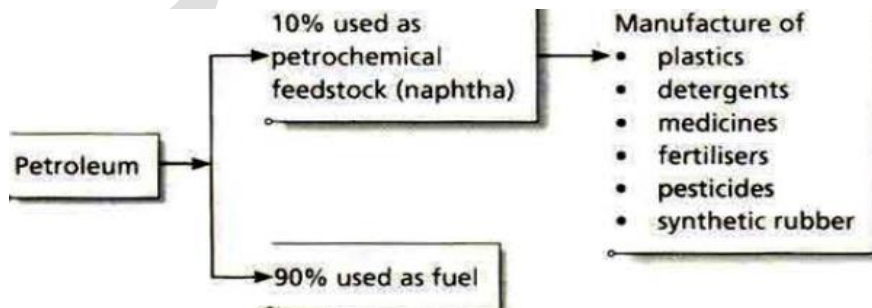 10% used as
petrochemical
feedstock (naphtha)
Manufacture of
• plastics
• detergents
• medicines
• fertilisers
• pesticides
• synthetic rubber
Petroleum
90% used as fuel